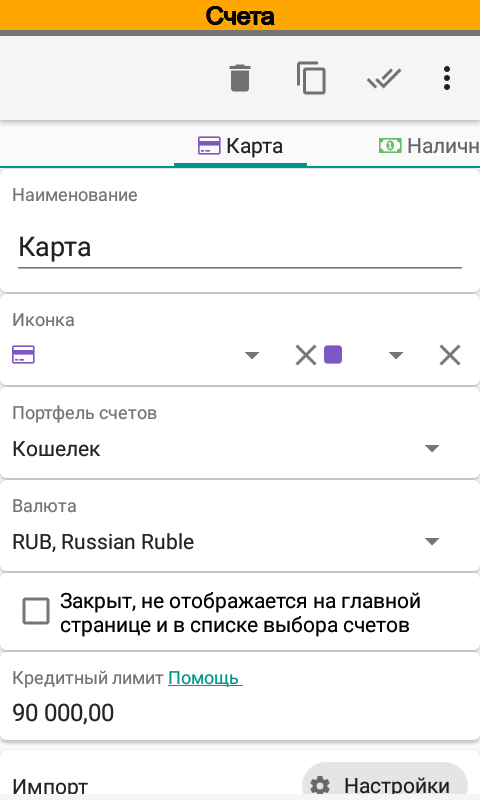 Счета
Карта
Наличн
Наименование
Карта
Иконка
Портфель счетов
Кошелек
Валюта
RUB, Russian Ruble
Закрыт, не отображается на главной
странице и в списке выбора счетов
Кредитный лимит Помощь
90 000,00
Импорт
Настройки